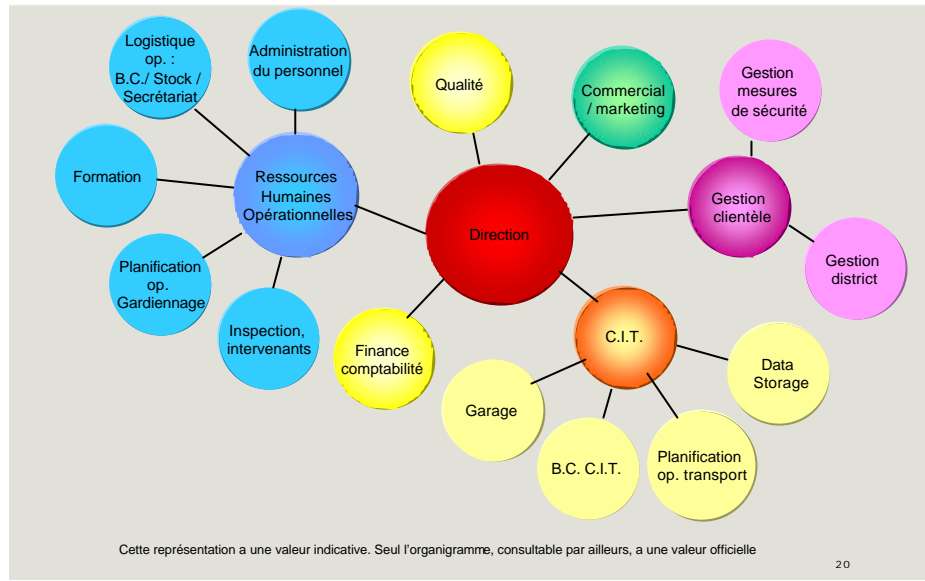 Logistique
op. :
B.C./ Stock /
Secrétariat
Administration
du personnel
Qualité
Commercial
/ marketing
Gestion
mesures
de sécurité
Formation
Ressources
Humaines
Opérationnelles
Direction
Gestion
clientèle
Planification
op.
Gardiennage
Gestion
district
Inspection,
intervenants
Finance
comptabilité
C.I.T.
Data
Storage
Garage
B.C. C.I.T.
Planification
op. transport
Cette représentation a une valeur indicative. Seul l'organigramme, consultable par ailleurs, a une valeur officielle
20